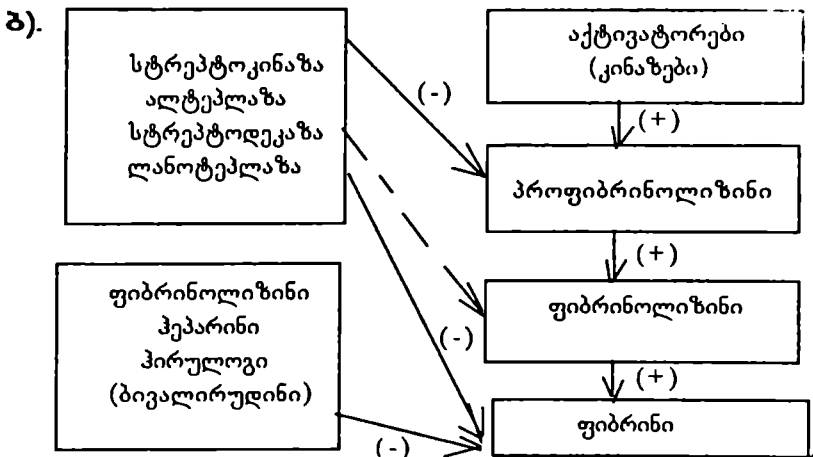 ბ).
სტრეპტოკინაზა
ალტეპლაზა
სტრეპტოდეკაზა
ლანოტეპლაზა
ფიბრინოლიზინი
ჰეპარინი
ჰირულოგი
(ბივალირუდინი)
აქტივატორები
(კინაზები)
(+)
(-)
პროფიბრინოლიზინი
(+)
ფიბრინოლიზინი
(-)
(+)
ფიბრინი
(-)